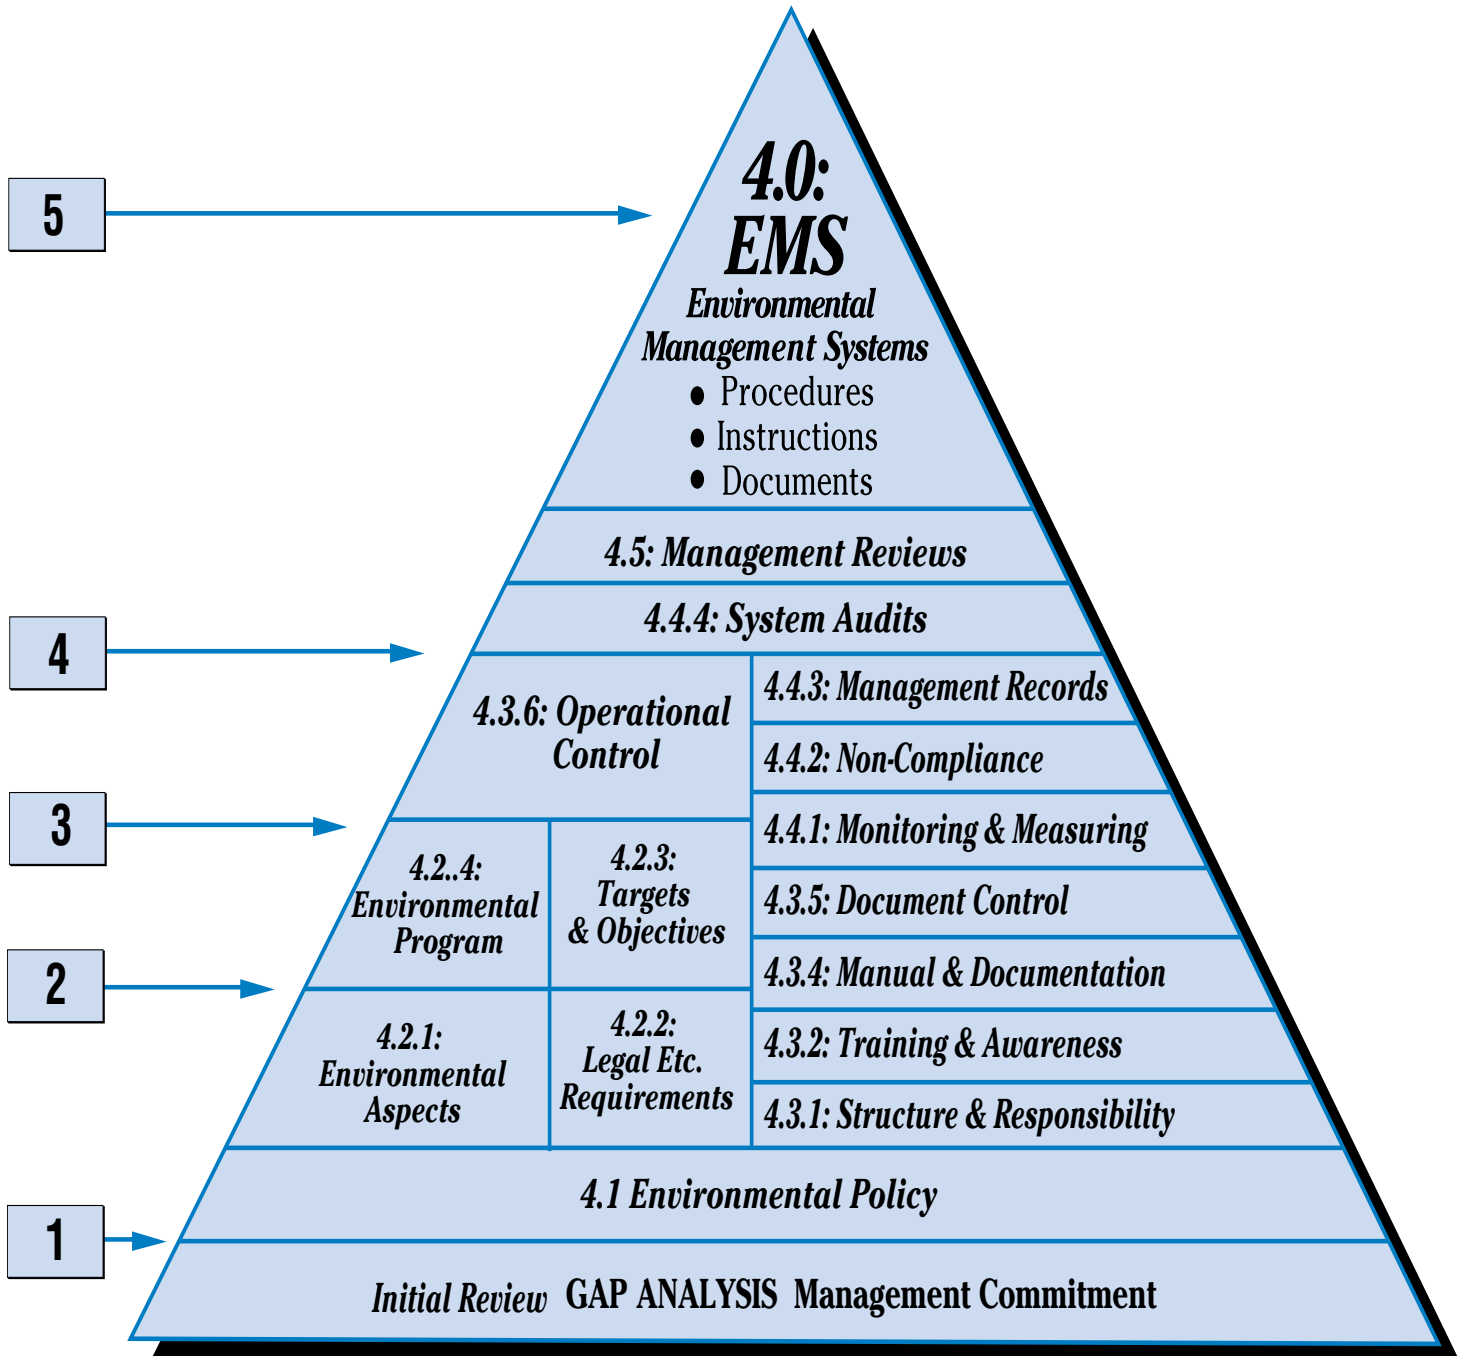 4.0:
EMS
Environmental
Management Systems
• Procedures
• Instructions
• Documents
5
4.5: Management Reviews
4.4.4: System Audits
4
4.3.6: Operational
Control
4.4.3: Management Records
4.4.2: Non-Compliance
4.4.1: Monitoring & Measuring
4.3.5: Document Control
4.3.4: Manual & Documentation
4.3.2: Training & Awareness
4.3.1: Structure & Responsibility
3
4.2..4:
Environmental
Program
4.2.3:
Targets
& Objectives
2
4.2.1:
Environmental
Aspects
4.2.2:
Legal Etc.
Requirements
4.1 Environmental Policy
1
Initial Review GAP ANALYSIS Management Commitment